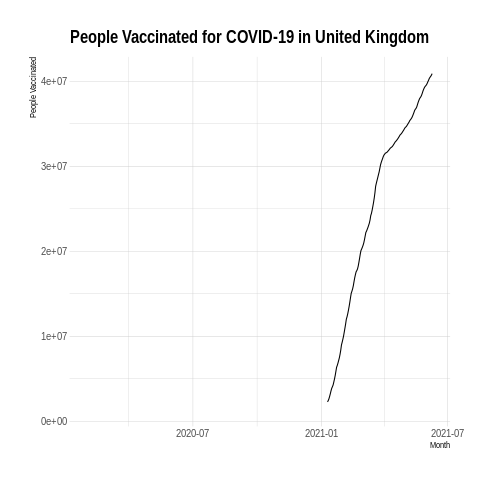 People Vaccinated for COVID-19 in United Kingdom
People Vaccinated
4e+07
3e+07
2e+07
1e+07
0e+00
2020-07
2021-01
2021-07
Month